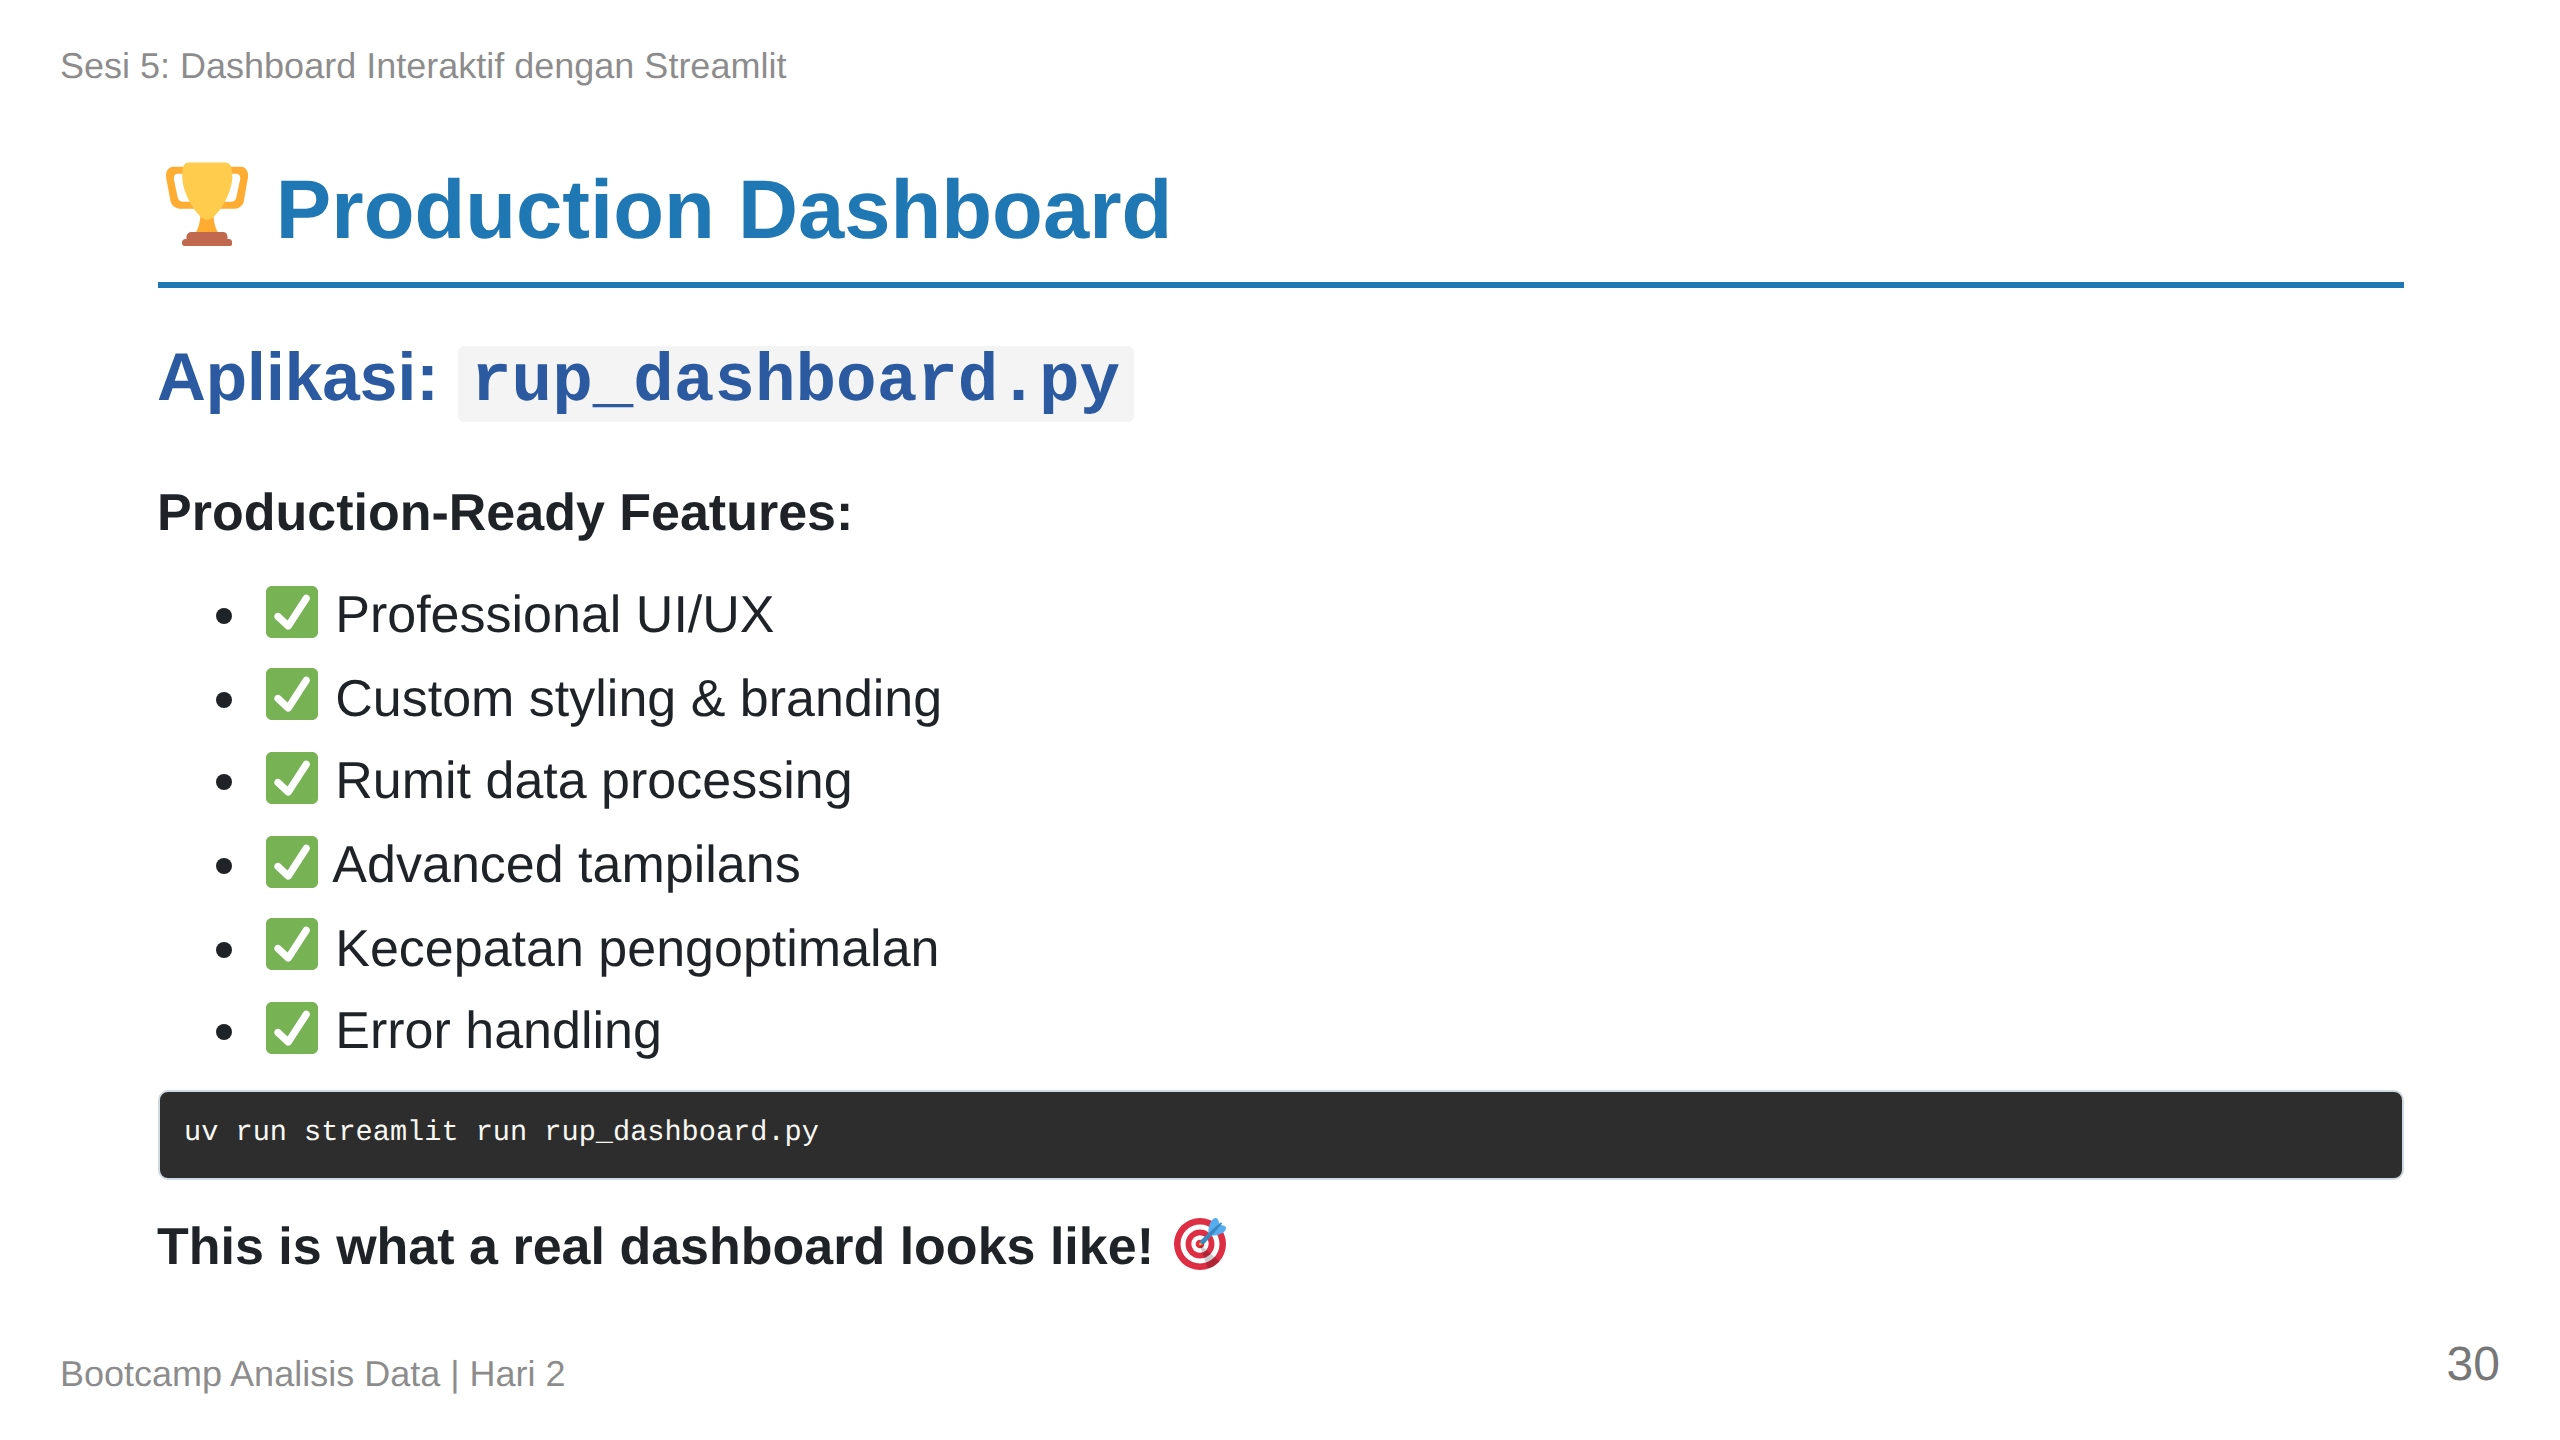 Sesi 5: Dashboard Interaktif dengan Streamlit
🏆 Production Dashboard
Aplikasi: rup_dashboard.py
Production-Ready Features:
• ✅ Professional UI/UX
• ✅ Custom styling & branding
• ✅ Rumit data processing
• ✅ Advanced tampilans
• ✅ Kecepatan pengoptimalan
• ✅ Error handling
uv run streamlit run rup_dashboard.py
This is what a real dashboard looks like! 🎯
Bootcamp Analisis Data | Hari 2
30